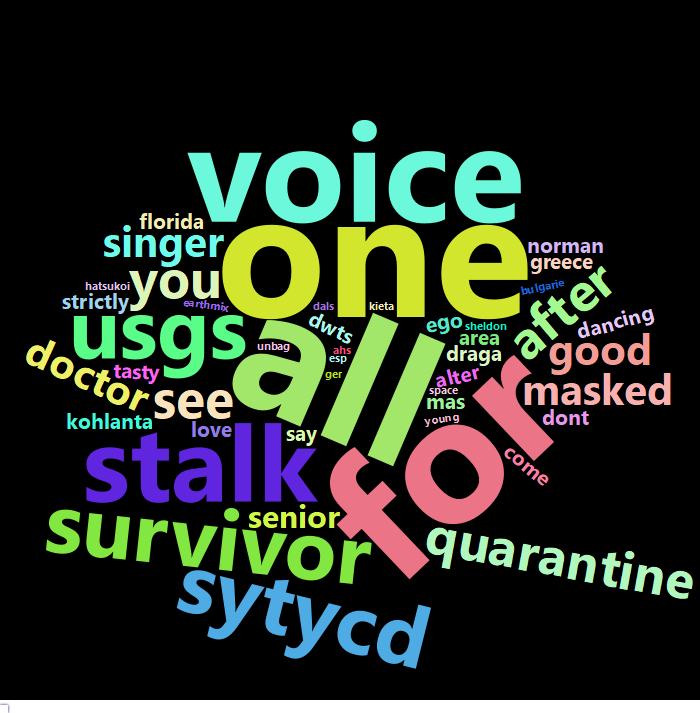 voice
one
florida
singer
norman
greece
you
hatsukoi
strictly
earthmix
dals
kieta
bulgarie
after
usgs
all
dwts
ego
sheldon
dancing
area
good
unbag
ahs
esp
draga
doctor
tasty
ger
alter
space
masked
see
mas
kohlanta
love
say
young
dont
for
stalk
come
senior
survivor
quarantine
sytycd